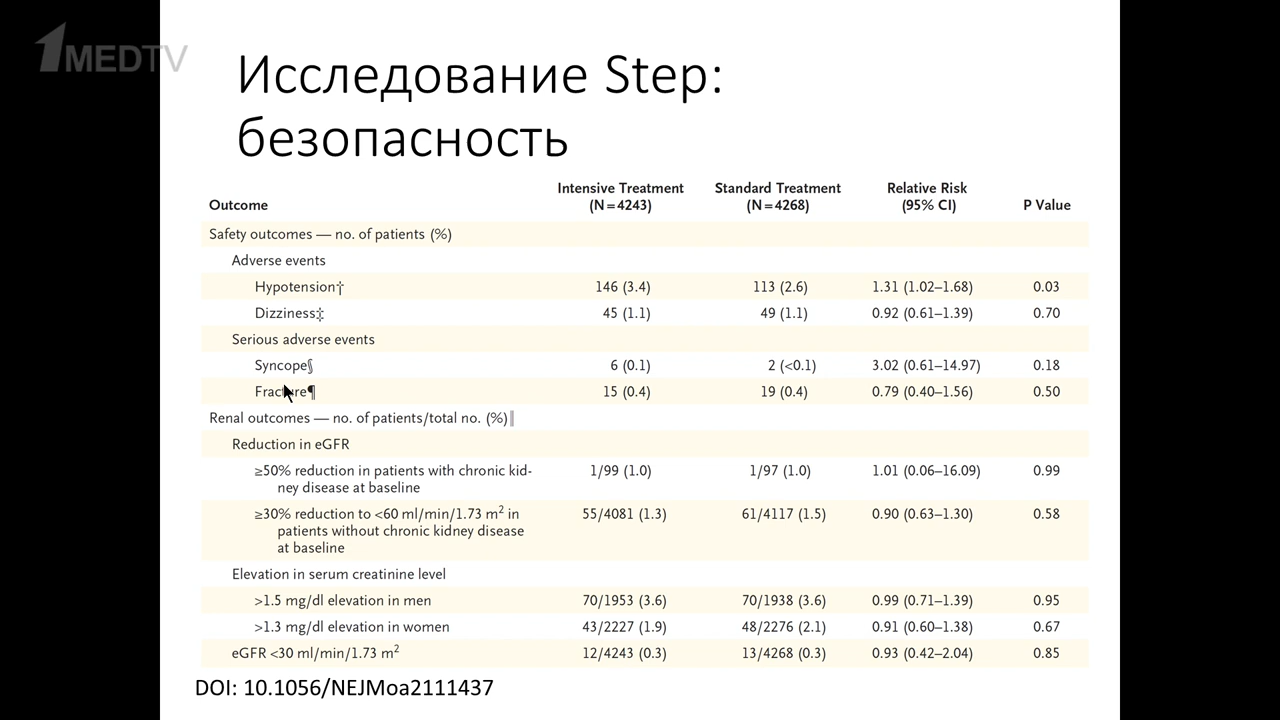 1MEDTV
Исследование Step:
безопасность
Outcome Intensive Treatment (N=4243) Standard Treatment (N=4268) Relative Risk (95% CI) P Value
Safety outcomes — no. of patients (%)
Adverse events
Hypotension† 146 (3.4) 113 (2.6) 1.31 (1.02–1.68) 0.03
Dizziness‡ 45 (1.1) 49 (1.1) 0.92 (0.61–1.39) 0.70
Serious adverse events
Syncope§ 6 (0.1) 2 (<0.1) 3.02 (0.61–14.97) 0.18
Fracture¶ 15 (0.4) 19 (0.4) 0.79 (0.40–1.56) 0.50
Renal outcomes — no. of patients/total no. (%)‖
Reduction in eGFR
≥50% reduction in patients with chronic kid- 1/99 (1.0) 1/97 (1.0) 1.01 (0.06–16.09) 0.99
ney disease at baseline
≥30% reduction to <60 ml/min/1.73 m² in 55/4081 (1.3) 61/4117 (1.5) 0.90 (0.63–1.30) 0.58
patients without chronic kidney disease
at baseline
Elevation in serum creatinine level
>1.5 mg/dl elevation in men 70/1953 (3.6) 70/1938 (3.6) 0.99 (0.71–1.39) 0.95
>1.3 mg/dl elevation in women 43/2227 (1.9) 48/2276 (2.1) 0.91 (0.60–1.38) 0.67
eGFR <30 ml/min/1.73 m² 12/4243 (0.3) 13/4268 (0.3) 0.93 (0.42–2.04) 0.85
DOI: 10.1056/NEJMoa2111437